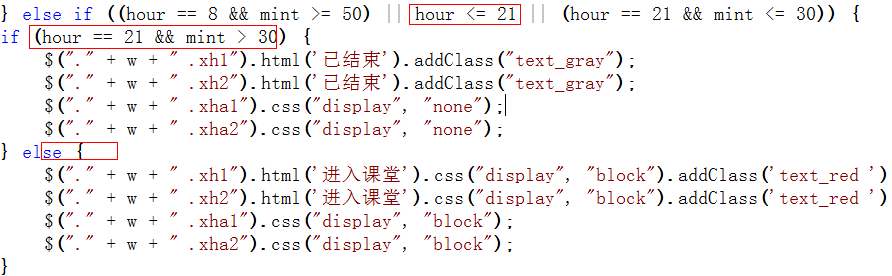 } else if ((hour == 8 && mint >= 50) || hour <= 21 || (hour == 21 && mint <= 30)) {
if (hour == 21 && mint > 30) {
$("." + w + " .xh1").html('已结束').addClass("text_gray");
$("." + w + " .xh2").html('已结束').addClass("text_gray");
$("." + w + " .xha1").css("display", "none");
$("." + w + " .xha2").css("display", "none");
} else {
$("." + w + " .xh1").html('进入课堂').css("display", "block").addClass('text_red ')
$("." + w + " .xh2").html('进入课堂').css("display", "block").addClass('text_red ')
$("." + w + " .xha1").css("display", "block");
$("." + w + " .xha2").css("display", "block");
}